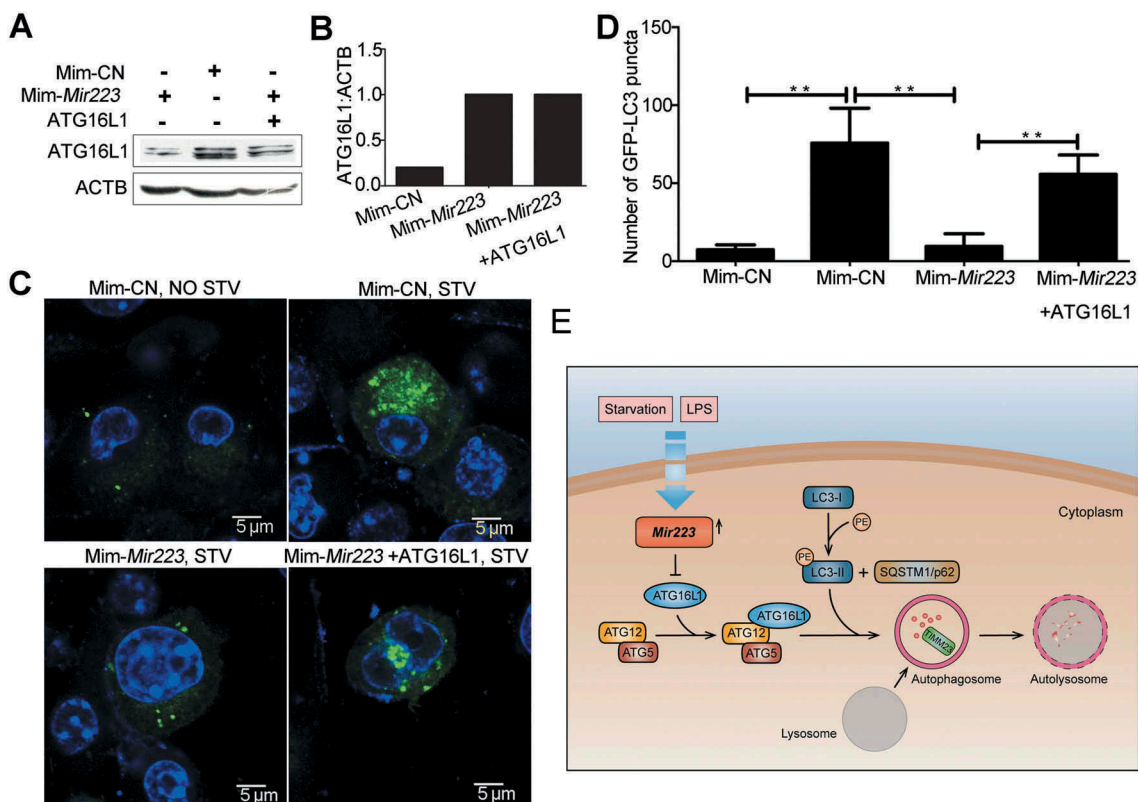 A
Mim-CN - + -
Mim-Mir223 + - +
ATG16L1 - - +
ATG16L1
ACTB
B
ATG16L1:ACTB
1.5
1.0
0.5
0.0
Mim-CN
Mim-Mir223
Mim-Mir223
+ATG16L1
C
Mim-CN, NO STV
Mim-CN, STV
5 µm
5 µm
Mim-Mir223, STV
Mim-Mir223 +ATG16L1, STV
5 µm
5 µm
D
Number of GFP-LC3 puncta
150
100
50
0
* *
* *
* *
Mim-CN
Mim-CN
Mim-Mir223
Mim-Mir223
+ATG16L1
E
Starvation
LPS
Cytoplasm
LC3-I
PE
Mir223
PE
LC3-II + SQSTM1/p62
ATG16L1
ATG12
ATG5
ATG16L1
ATG12
ATG5
TIMM23
Autophagosome
Autolysosome
Lysosome